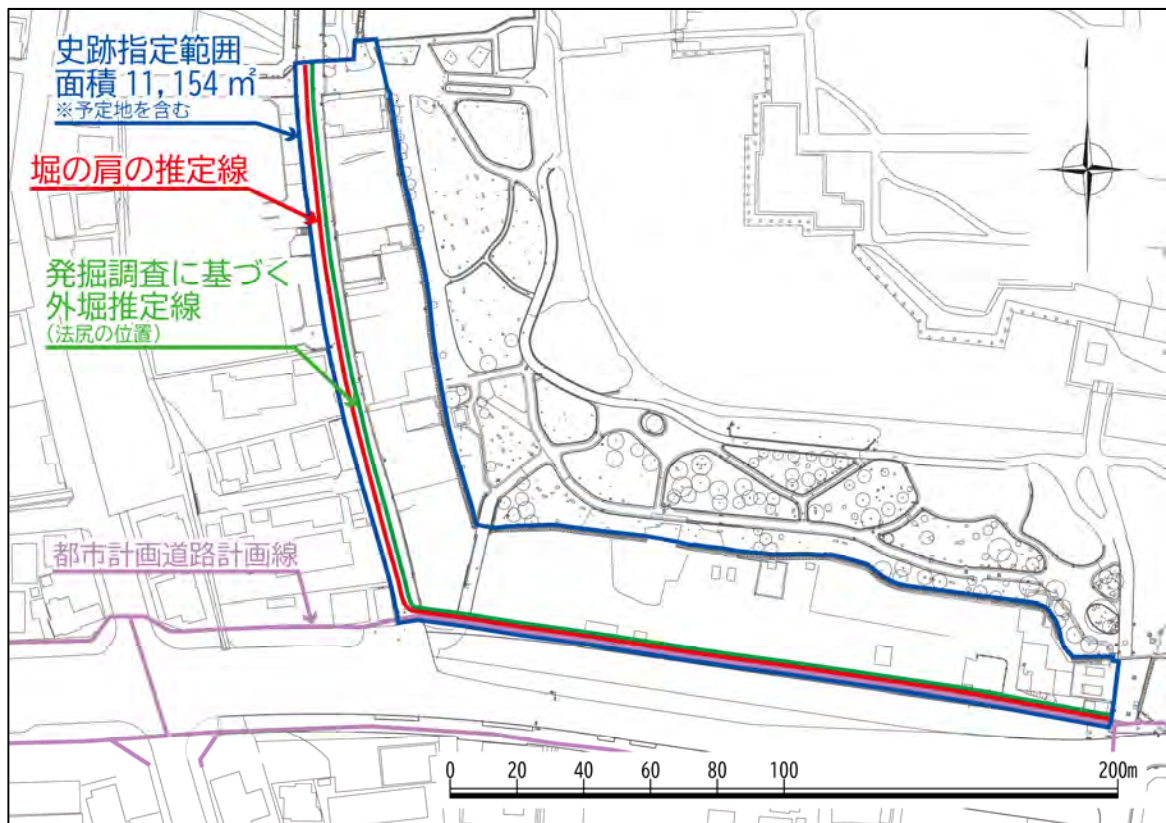 史跡指定範囲
面積 11,154 ㎡
※予定地を含む
堀の肩の推定線
発掘調査に基づく
外堀推定線
(法尻の位置)
都市計画道路計画線
0 20 40 60 80 100 200m